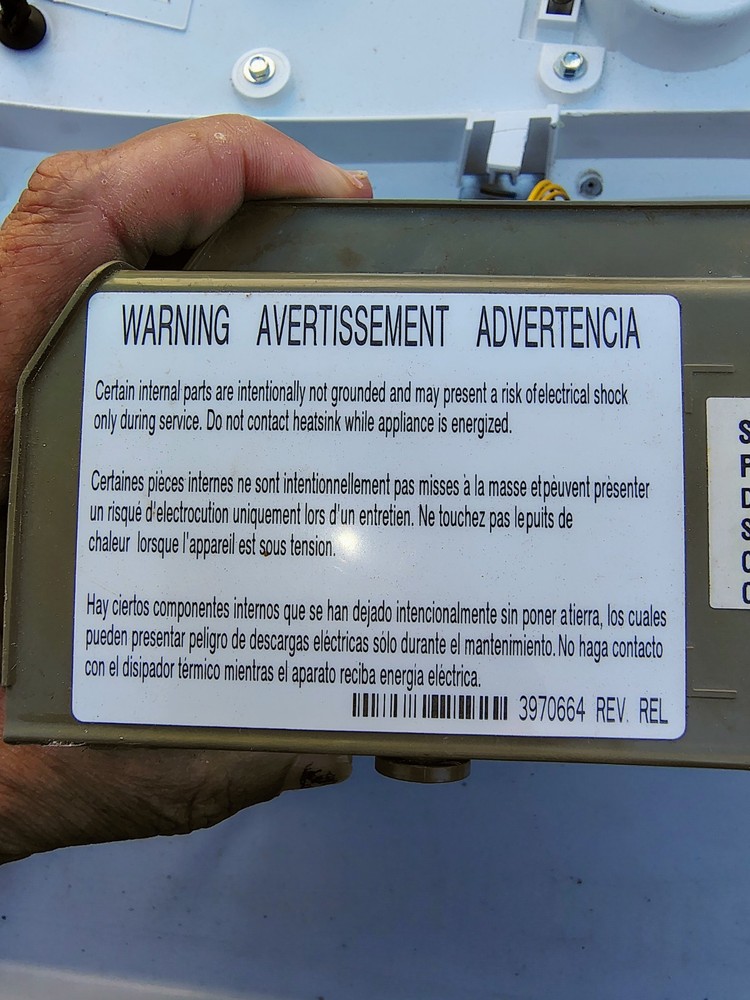 WARNING AVERTISSEMENT ADVERTENCIA
Certain internal parts are intentionally not grounded and may present a risk of electrical shock
only during service. Do not contact heatsink while appliance is energized.
Certaines pièces internes ne sont intentionnellement pas misses à la masse et pèuvent prèsenter
un risquè d'electrocution uniquement lors d'un entretien. Ne touchez pas le puits de
chaleur lorsque l'appareil est sous tension.
Hay ciertos componentes internos que se han dejado intencionalmente sin poner a tierra, los cuales
pueden presentar peligro de descargas eléctricas sólo durante el mantenimiento. No haga contacto
con el disipador térmico mientras el aparato reciba energía eléctrica.
3970664 REV. REL
S
P
D
S
C
C